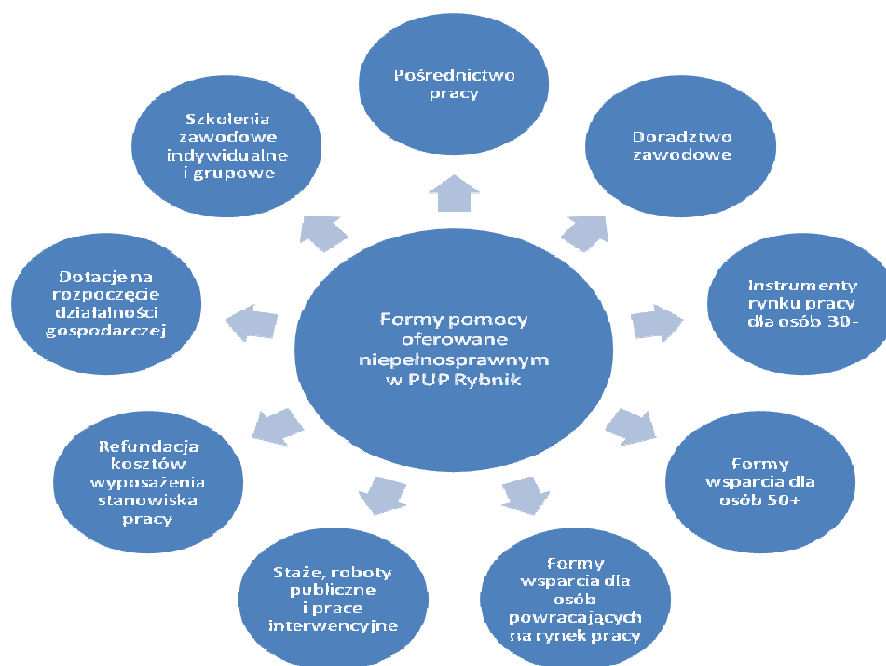 Pośrednictwo
pracy
Doradztwo
zawodowe
Instrumenty
rynku pracy
dla osób 30-
Formy
wsparcia dla
osób 50+
Formy
wsparcia dla
osób
powracających
na rynek pracy
Staże, roboty
publiczne
i prace
interwencyjne
Refundacja
kosztów
wyposażenia
stanowiska
pracy
Dotacje na
rozpoczęcie
działalności
gospodarczej
Szkolenia
zawodowe
indywidualne
i grupowe
Formy pomocy
oferowane
niepełnosprawnym
w PUP Rybnik